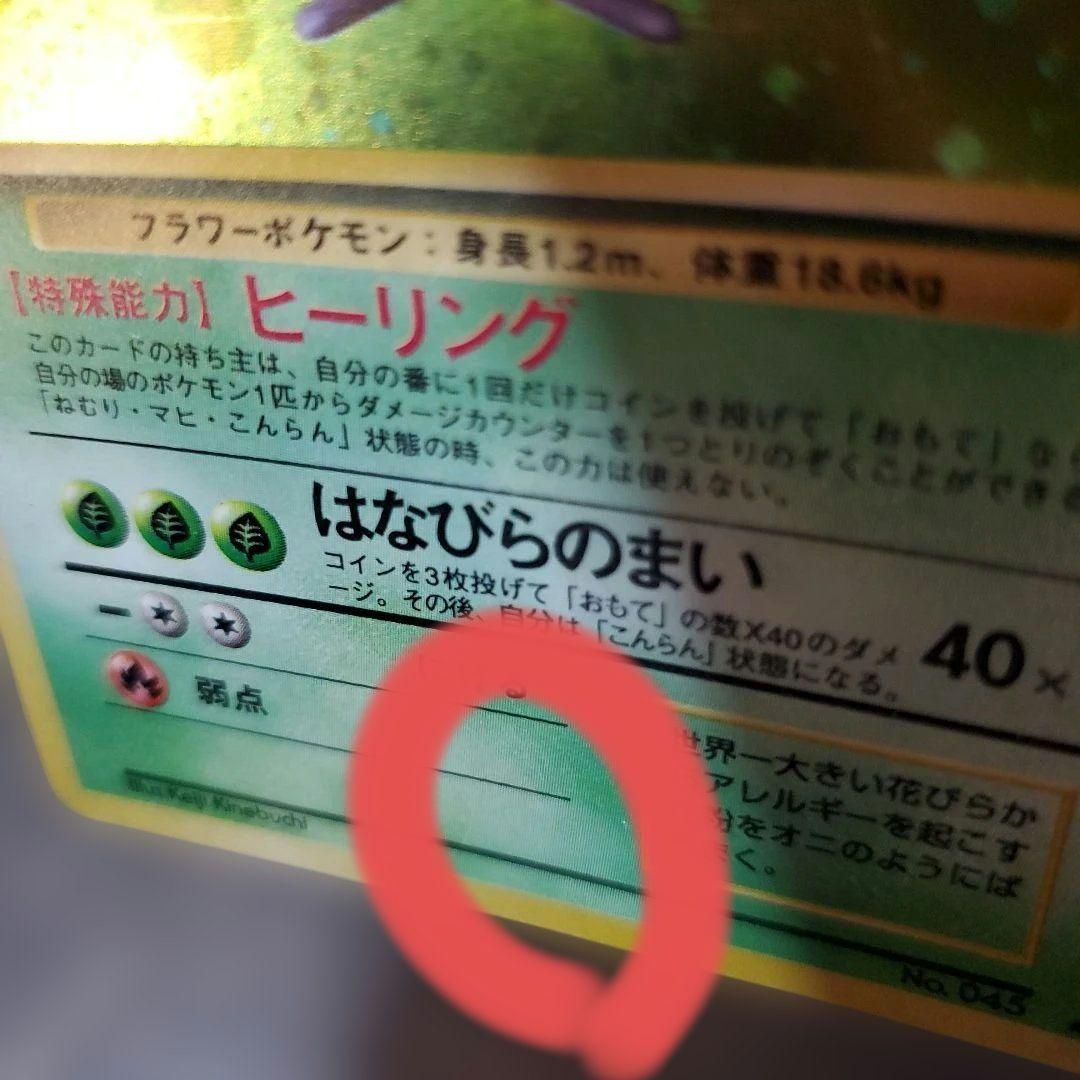 フラワーポケモン：身長1.2m、体重18.6kg
【特殊能力】ヒーリング
このカードの持ち主は、自分の番に1回だけコインを投げて「おもて」なら
自分の場のポケモン1匹からダメージカウンターを1つとりのぞくことができる
「ねむり・マヒ・こんらん」状態の時、この力は使えない。
はなびらのまい
コインを3枚投げて「おもて」の数X40のダメ
ージ。その後、自分は「こんらん」状態になる。
40×
弱点
世界一大きい花びらか
アレルギーを起こす
粉をオニのようにば
く。
Illus. Keiji Kinebuchi
No. 045